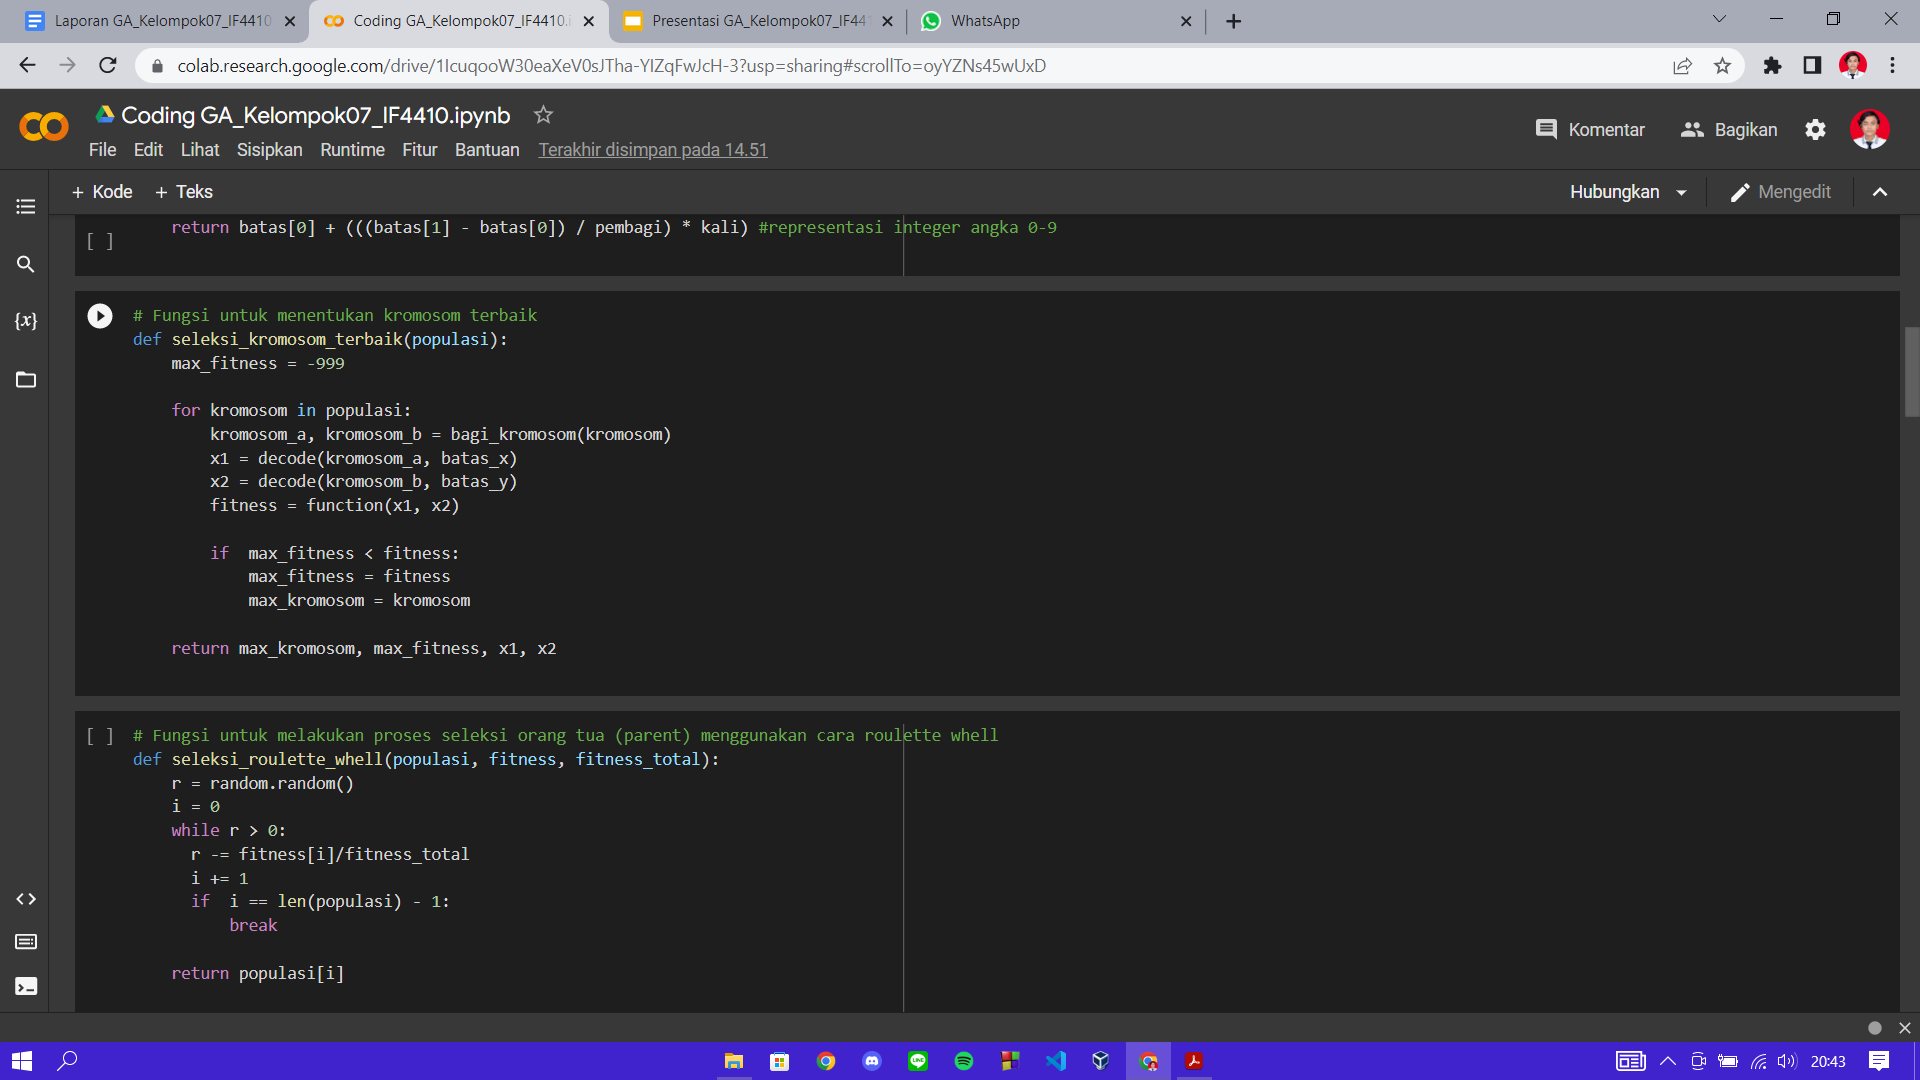 Laporan GA_Kelompok07_IF4410
Coding GA_Kelompok07_IF4410.i
Presentasi GA_Kelompok07_IF44
WhatsApp
colab.research.google.com/drive/1IcuqooW30eaXeV0sJTha-YIZqFwJcH-3?usp=sharing#scrollTo=oyYZNs45wUxD
Coding GA_Kelompok07_IF4410.ipynb
Komentar
Bagikan
File Edit Lihat Sisipkan Runtime Fitur Bantuan Terakhir disimpan pada 14.51
+ Kode + Teks
Hubungkan
Mengedit
return batas[0] + (((batas[1] - batas[0]) / pembagi) * kali) #representasi integer angka 0-9
[ ]
{x}
# Fungsi untuk menentukan kromosom terbaik
def seleksi_kromosom_terbaik(populasi):
max_fitness = -999
for kromosom in populasi:
kromosom_a, kromosom_b = bagi_kromosom(kromosom)
x1 = decode(kromosom_a, batas_x)
x2 = decode(kromosom_b, batas_y)
fitness = function(x1, x2)
if  max_fitness < fitness:
max_fitness = fitness
max_kromosom = kromosom
return max_kromosom, max_fitness, x1, x2
[ ] # Fungsi untuk melakukan proses seleksi orang tua (parent) menggunakan cara roulette whell
def seleksi_roulette_whell(populasi, fitness, fitness_total):
r = random.random()
i = 0
while r > 0:
r -= fitness[i]/fitness_total
i += 1
if  i == len(populasi) - 1:
break
return populasi[i]
20:43